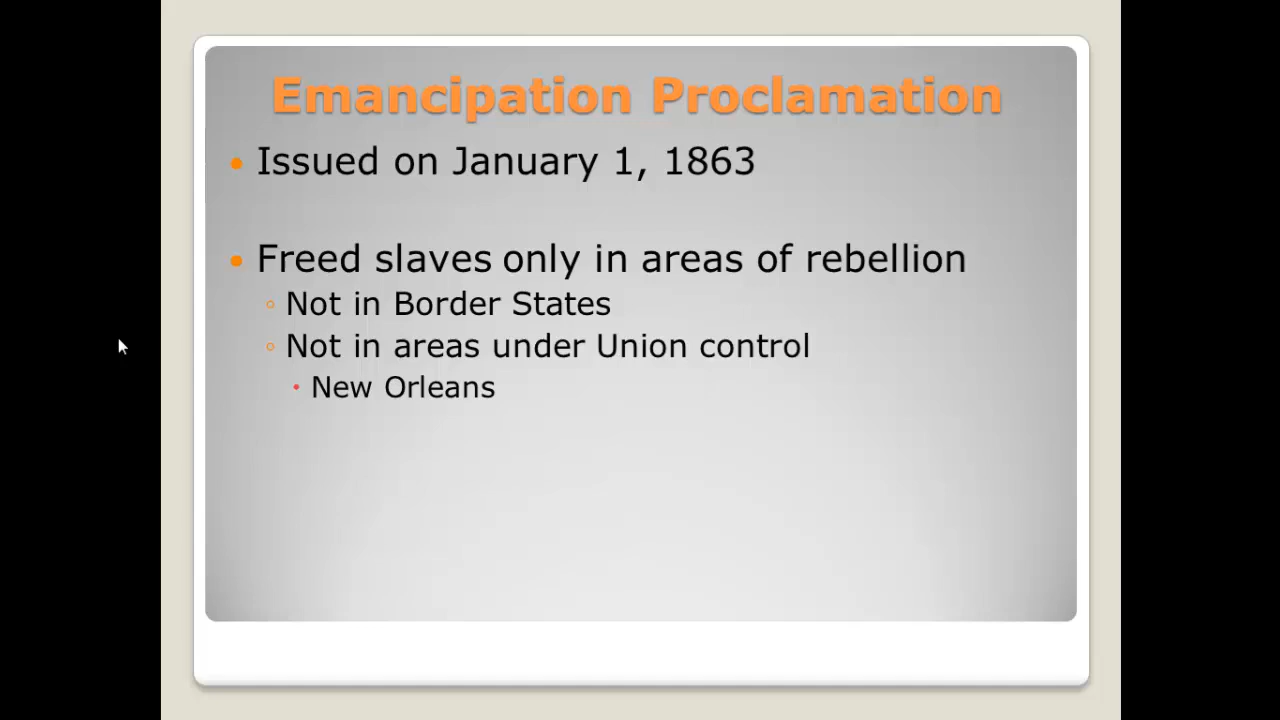 Emancipation Proclamation
Issued on January 1, 1863
Freed slaves only in areas of rebellion
Not in Border States
Not in areas under Union control
New Orleans